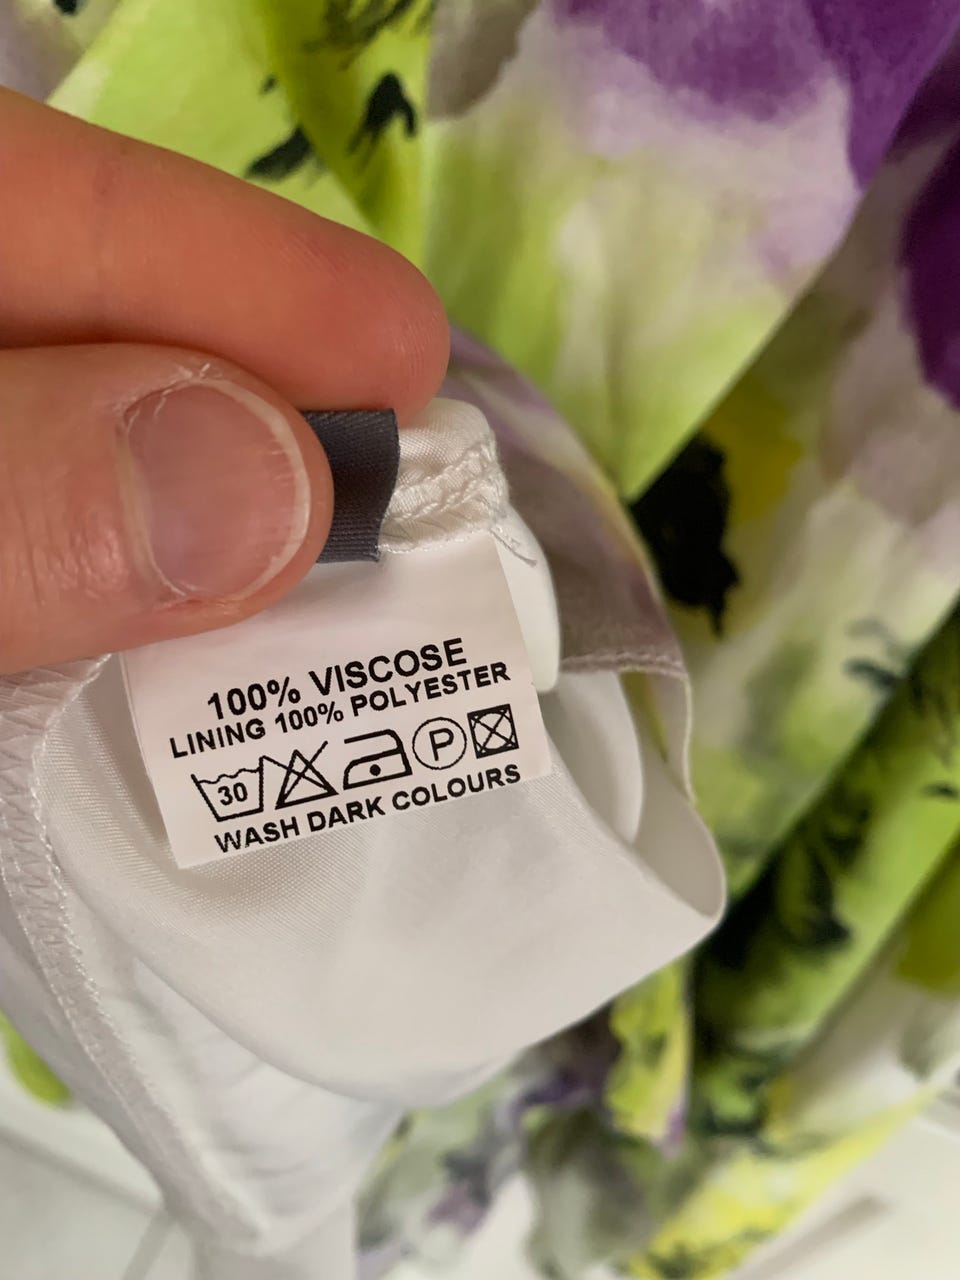 100% VISCOSE
LINING 100% POLYESTER
30 P
WASH DARK COLOURS